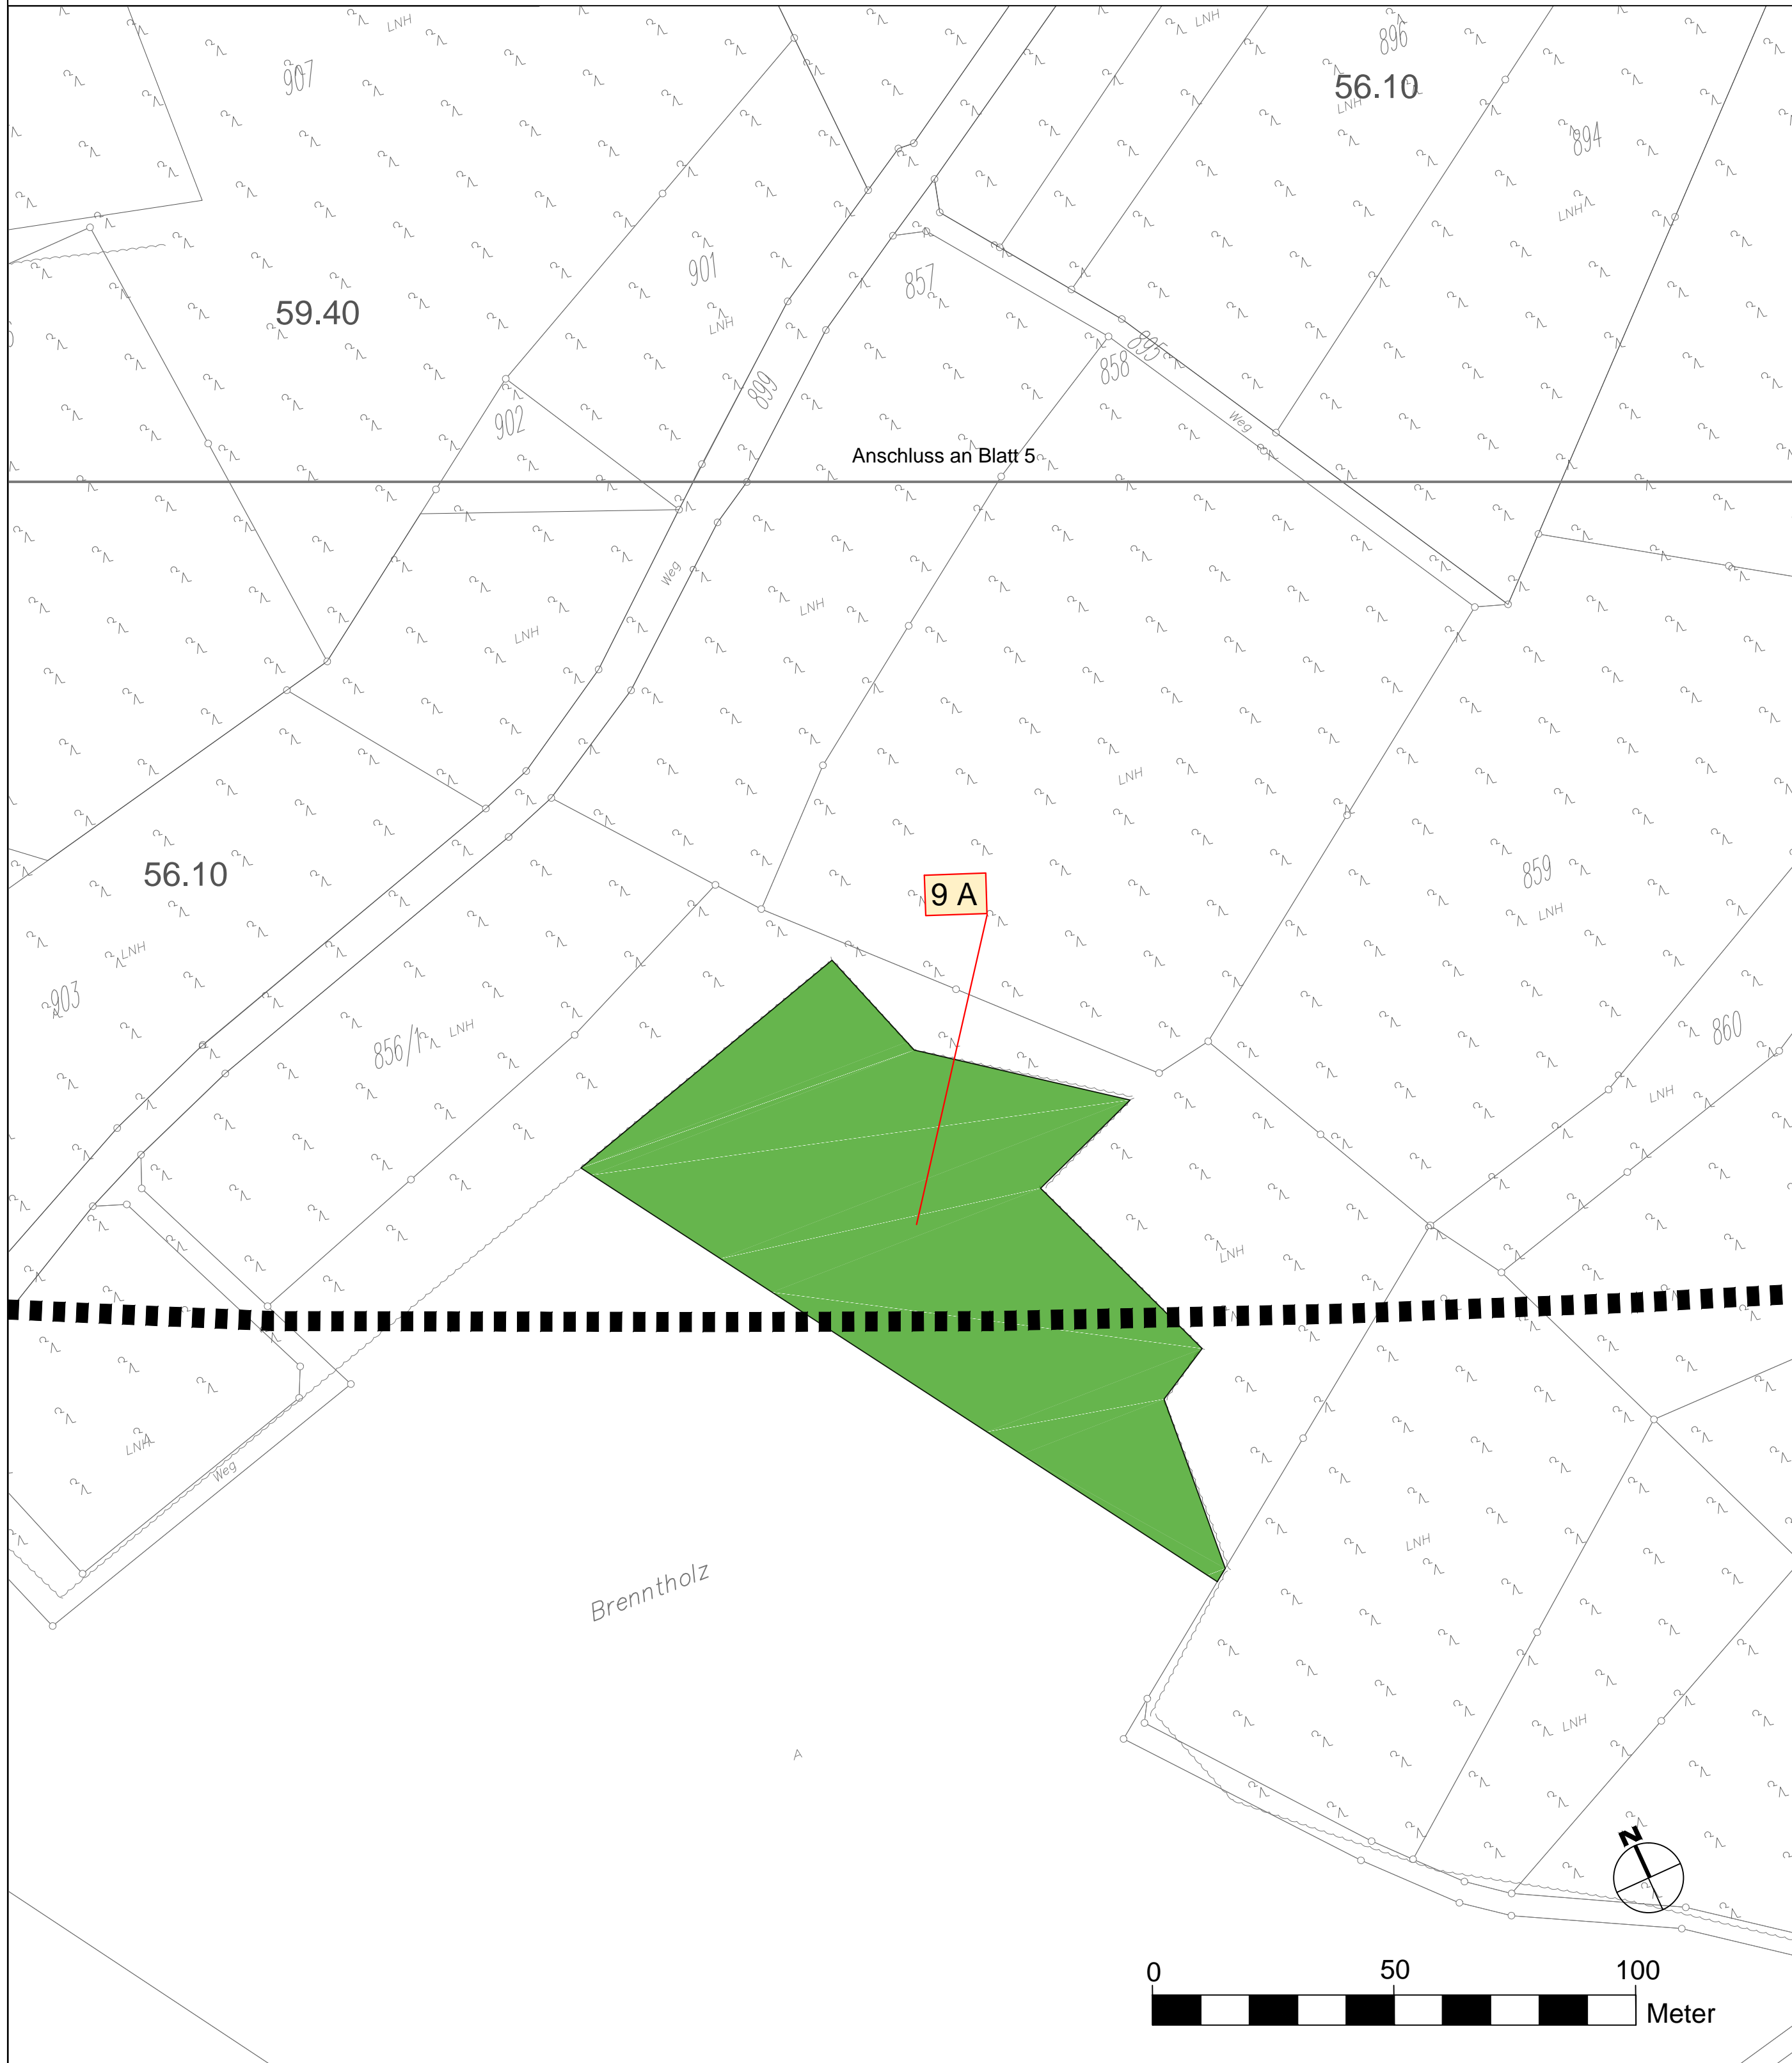 LNH
LNH
896
907
56.10
LNH
894
LNH
901
857
59.40
LNH
895
858
899
902
Weg
Anschluss an Blatt 5
Weg
LNH
LNH
LNH
56.10
859
9 A
LNH
LNH
903
856/1
LNH
860
LNH
LNH
LNH
Weg
LNH
Brenntholz
LNH
A
N
0 50 100
Meter